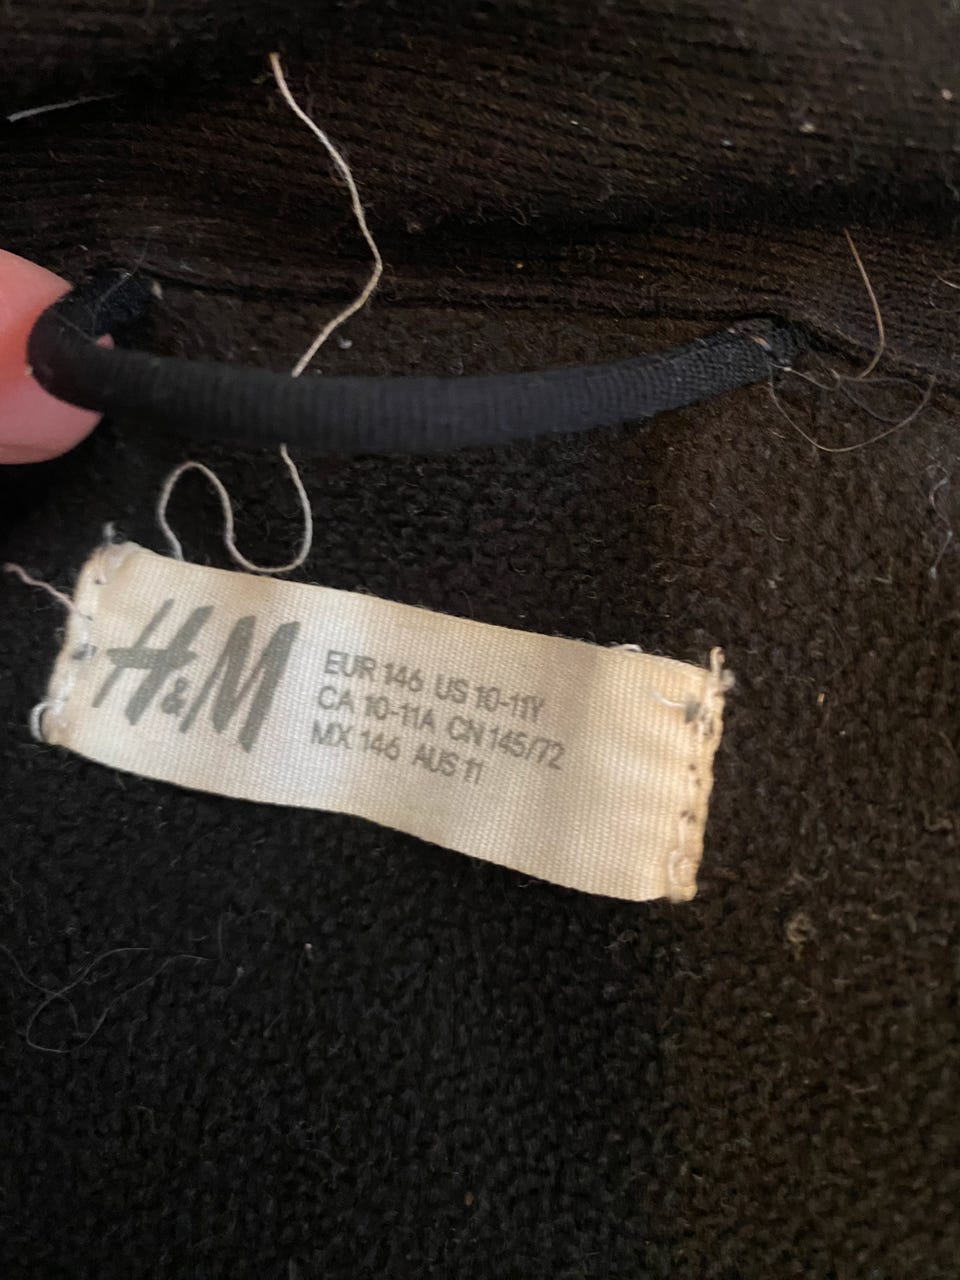 H&M
EUR 146 US 10-11Y
CA 10-11A CN 145/72
MX 146 AUS 11